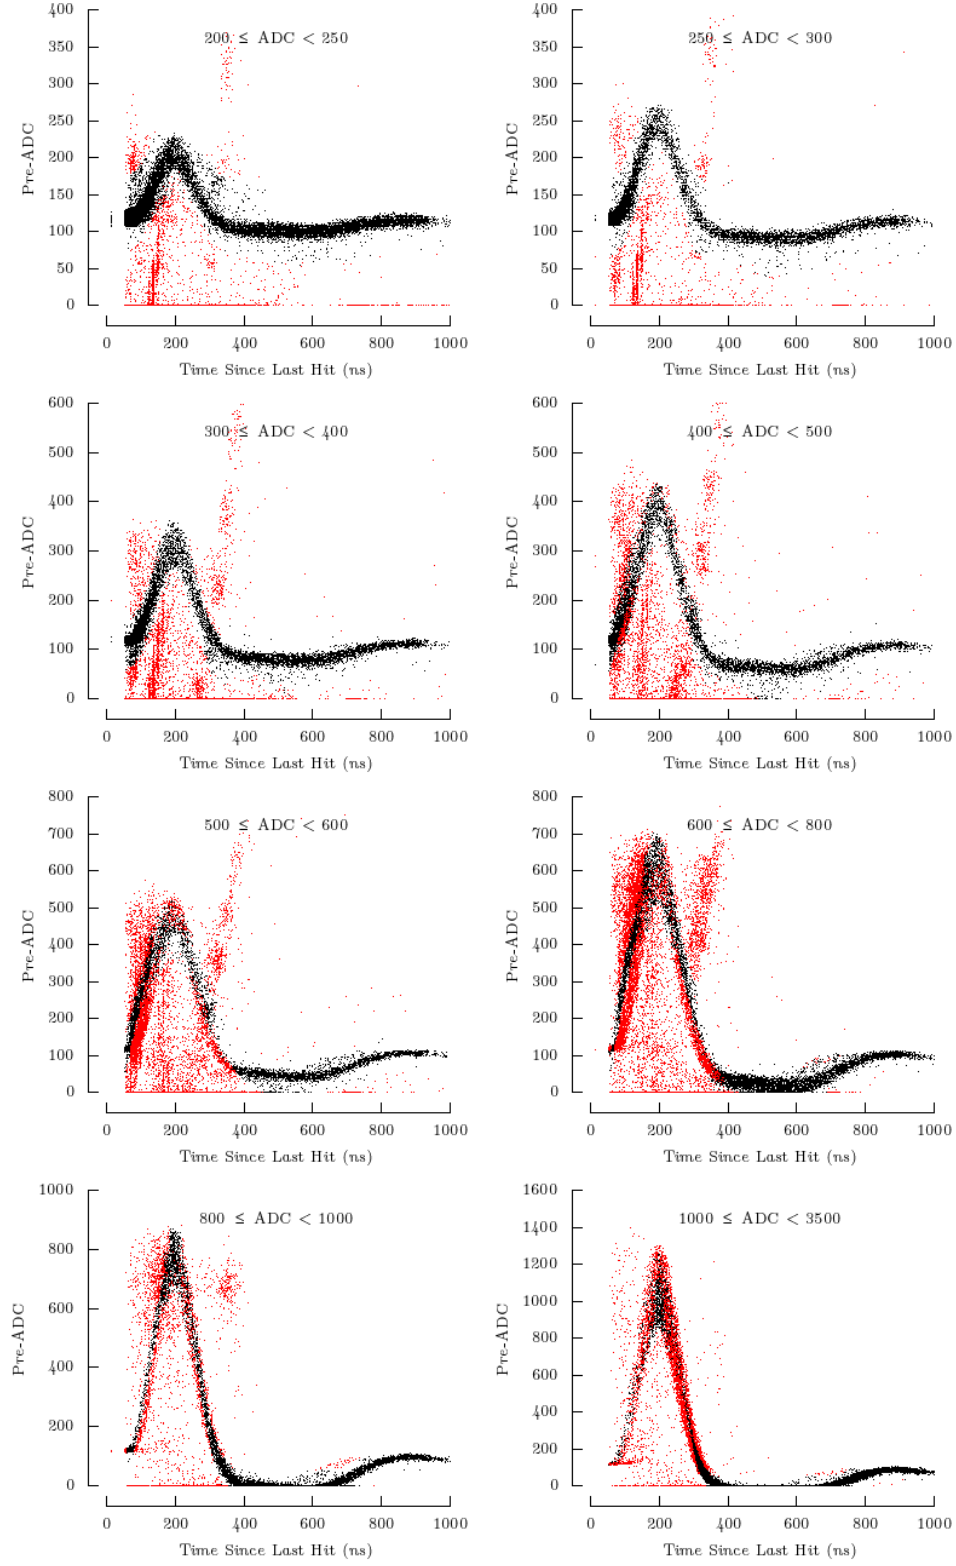 200 ≤ ADC < 250
400
350
300
250
200
150
100
50
0
Pre-ADC
0 200 400 600 800 1000
Time Since Last Hit (ns)
250 ≤ ADC < 300
400
350
300
250
200
150
100
50
0
Pre-ADC
0 200 400 600 800 1000
Time Since Last Hit (ns)
300 ≤ ADC < 400
600
500
400
300
200
100
0
Pre-ADC
0 200 400 600 800 1000
Time Since Last Hit (ns)
400 ≤ ADC < 500
600
500
400
300
200
100
0
Pre-ADC
0 200 400 600 800 1000
Time Since Last Hit (ns)
500 ≤ ADC < 600
800
700
600
500
400
300
200
100
0
Pre-ADC
0 200 400 600 800 1000
Time Since Last Hit (ns)
600 ≤ ADC < 800
800
700
600
500
400
300
200
100
0
Pre-ADC
0 200 400 600 800 1000
Time Since Last Hit (ns)
800 ≤ ADC < 1000
1000
800
600
400
200
0
Pre-ADC
0 200 400 600 800 1000
Time Since Last Hit (ns)
1000 ≤ ADC < 3500
1600
1400
1200
1000
800
600
400
200
0
Pre-ADC
0 200 400 600 800 1000
Time Since Last Hit (ns)